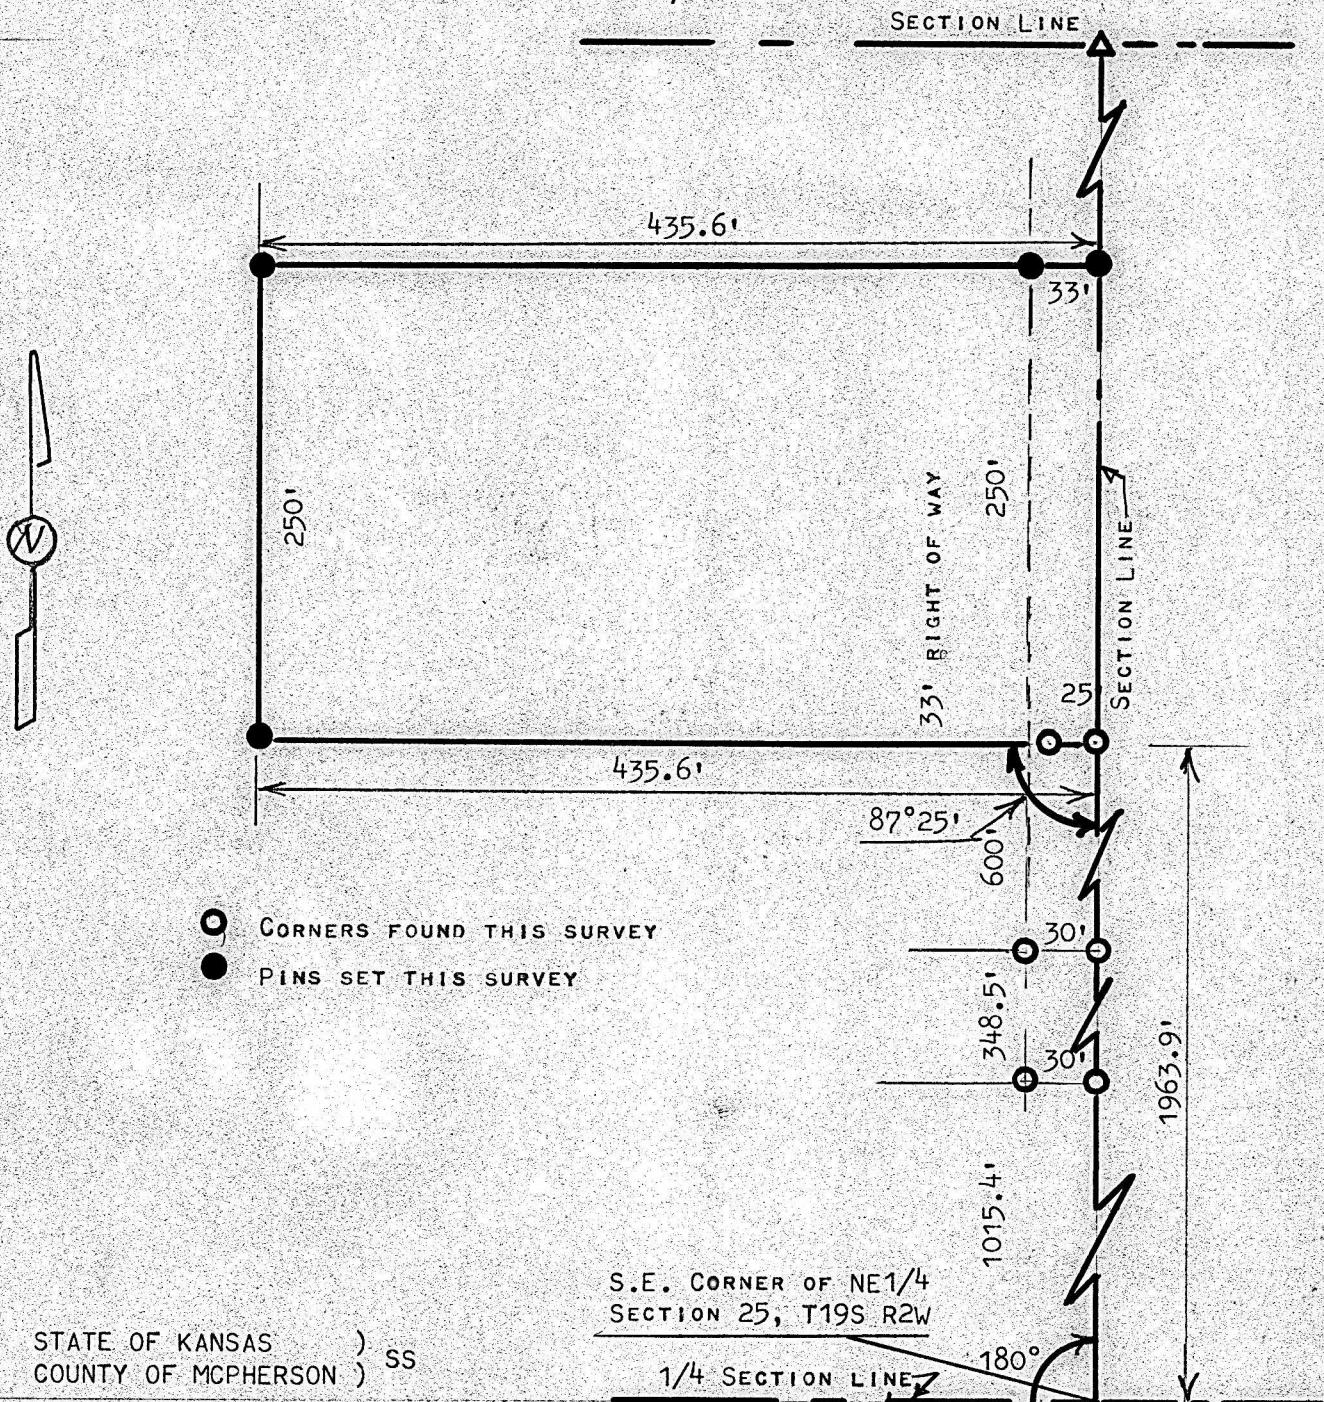 SECTION LINE
435.6'
33'
250'
250'
33' RIGHT OF WAY
SECTION LINE
N
25
435.6'
87°25'
600'
CORNERS FOUND THIS SURVEY
PINS SET THIS SURVEY
30'
348.5'
30'
1963.9'
1015.4'
S.E. CORNER OF NE1/4
SECTION 25, T19S R2W
180°
1/4 SECTION LINE
STATE OF KANSAS )
COUNTY OF MCPHERSON ) SS